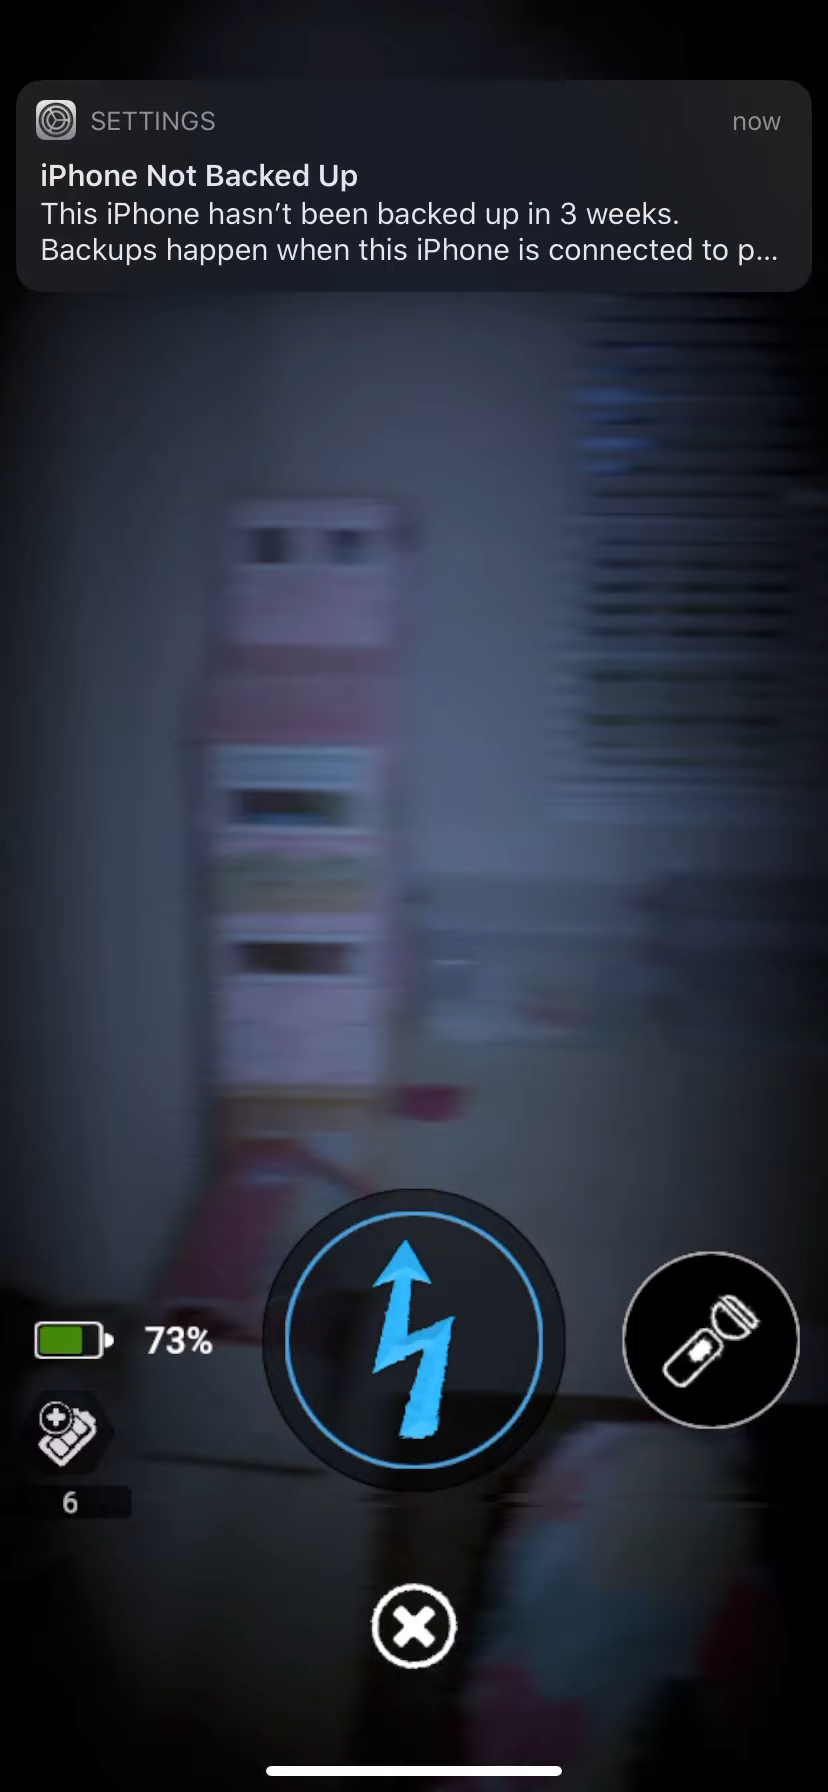 SETTINGS
now
iPhone Not Backed Up
This iPhone hasn’t been backed up in 3 weeks.
Backups happen when this iPhone is connected to p...
73%
6